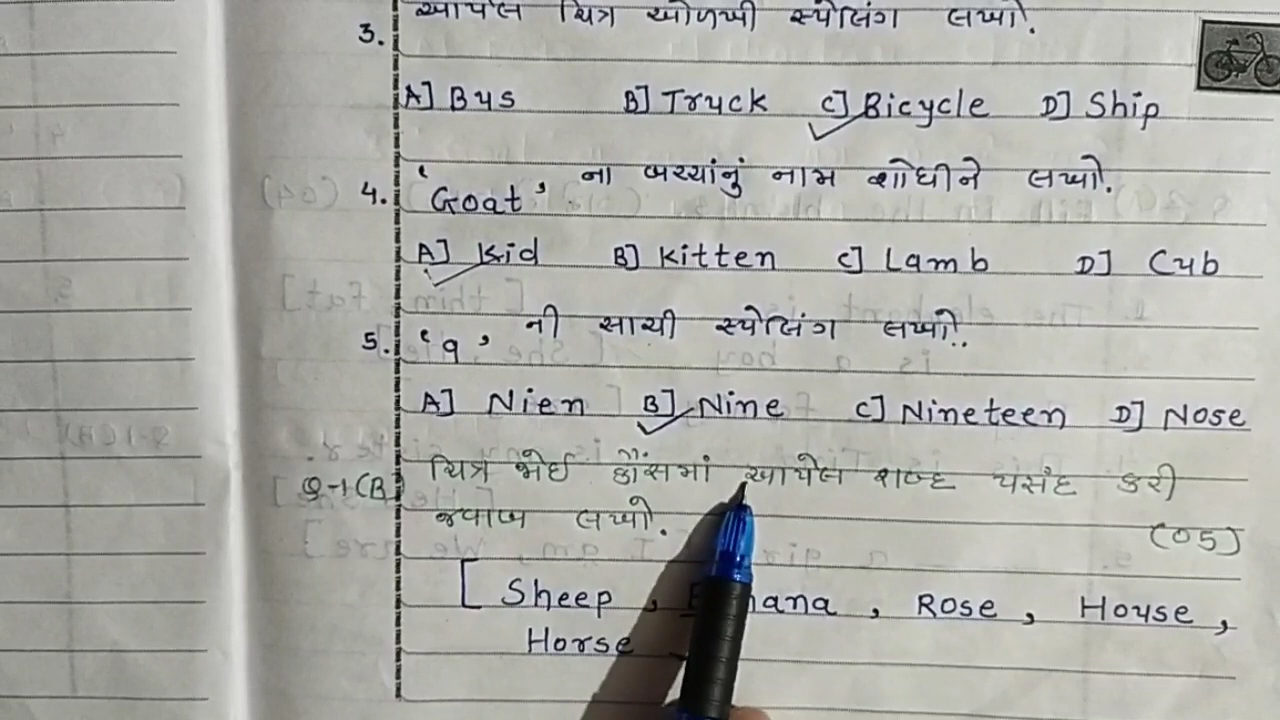 3. આપેલ ચિત્ર ઓળખી સ્પેલિંગ લખો.
A] Bus B] Truck C] Bicycle D] Ship
4. 'Goat' ના બચ્ચાંનું નામ શોધીને લખો.
A] Kid B] Kitten C] Lamb D] Cub
5. '9' ની સાચી સ્પેલિંગ લખો.
A] Nien B] Nine C] Nineteen D] Nose
Q-1(B) ચિત્ર જોઈ કૌંસમાં આપેલ શબ્દ પસંદ કરી
જવાબ લખો. (05)
[ Sheep, , Rose, House,
Horse